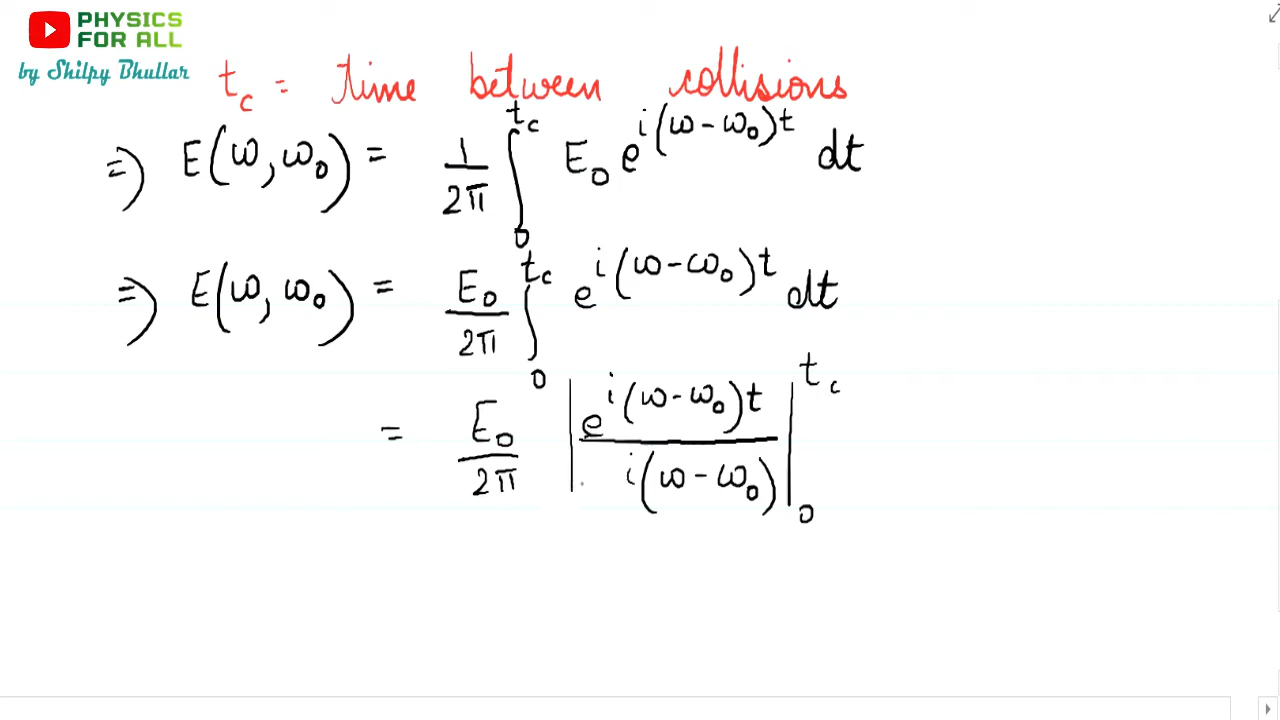 PHYSICS
FOR ALL
by Shilpy Bhullar
t_c = time between collisions
⇒ E(ω, ω₀) = 1/2π ∫₀^{t_c} E₀ e^{i(ω-ω₀)t} dt
⇒ E(ω, ω₀) = E₀/2π ∫₀^{t_c} e^{i(ω-ω₀)t} dt
= E₀/2π | e^{i(ω-ω₀)t} / i(ω-ω₀) |₀^{t_c}